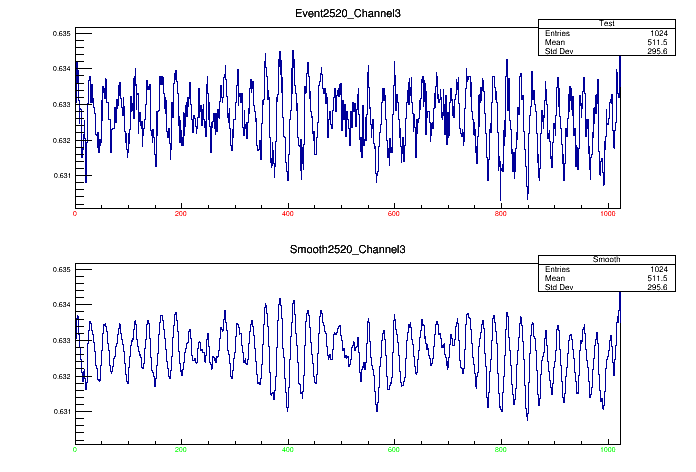 Event2520_Channel3
Test
Entries 1024
Mean 511.5
Std Dev 295.6
0.635
0.634
0.633
0.632
0.631
0 200 400 600 800 1000
Smooth2520_Channel3
Smooth
Entries 1024
Mean 511.5
Std Dev 295.6
0.635
0.634
0.633
0.632
0.631
0 200 400 600 800 1000